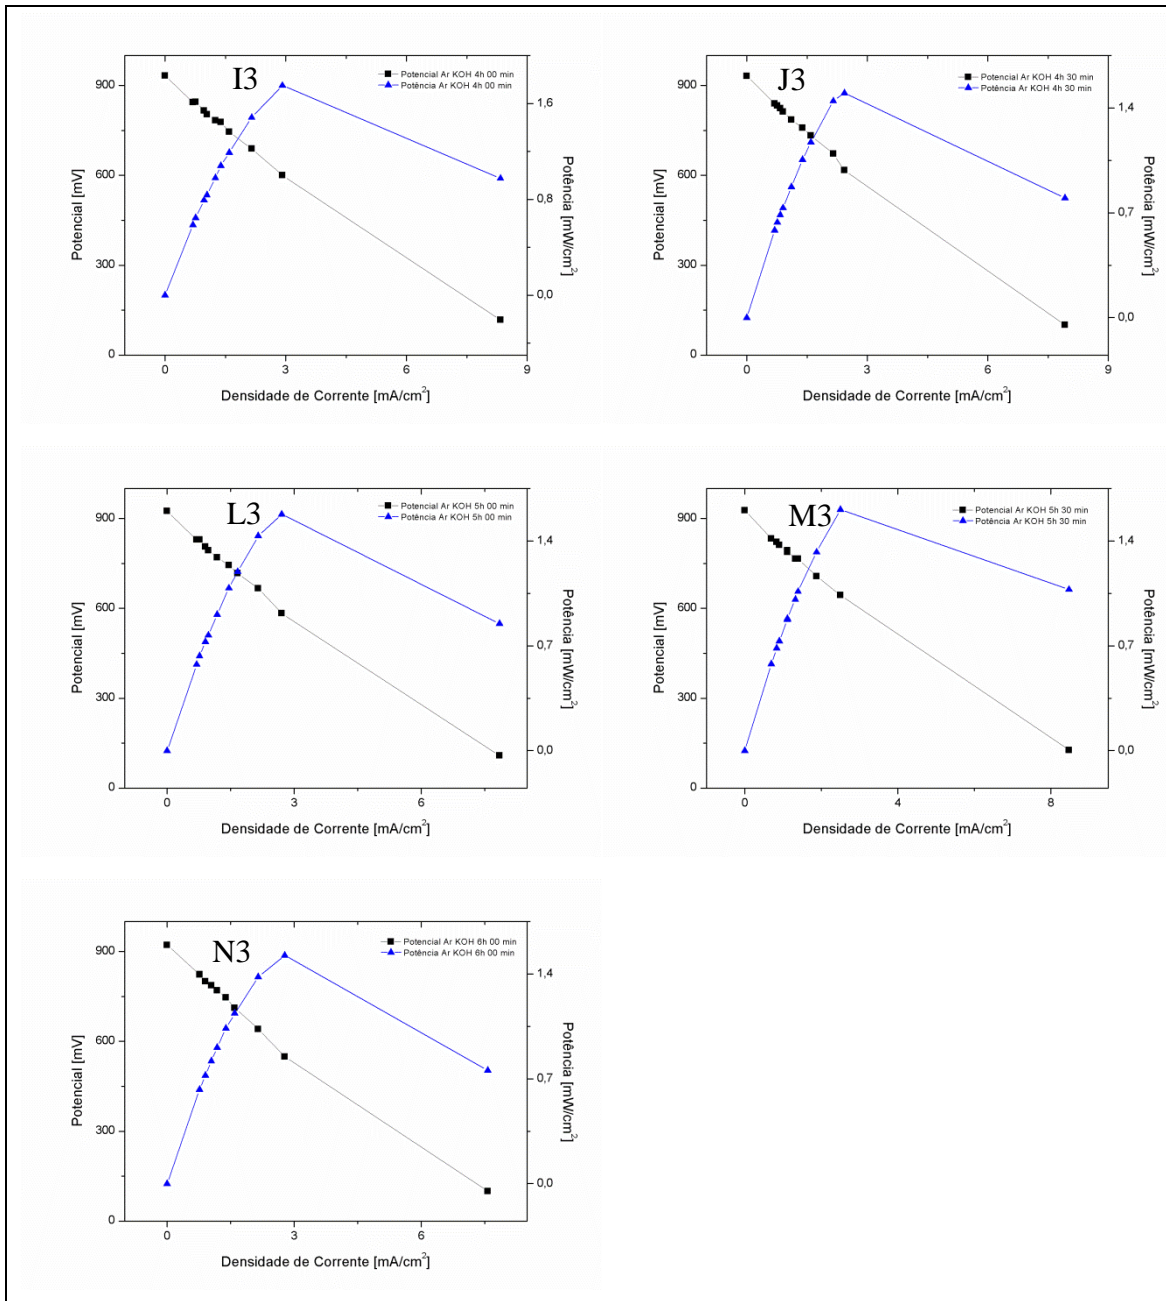 I3
Potencial Ar KOH 4h 00 min
Potência Ar KOH 4h 00 min
900
600
300
0
1,6
0,8
0,0
Potencial [mV]
Potência [mW/cm²]
0 3 6 9
Densidade de Corrente [mA/cm²]
J3
Potencial Ar KOH 4h 30 min
Potência Ar KOH 4h 30 min
900
600
300
0
1,4
0,7
0,0
Potencial [mV]
Potência [mW/cm²]
0 3 6 9
Densidade de Corrente [mA/cm²]
L3
Potencial Ar KOH 5h 00 min
Potência Ar KOH 5h 00 min
900
600
300
0
1,4
0,7
0,0
Potencial [mV]
Potência [mW/cm²]
0 3 6
Densidade de Corrente [mA/cm²]
M3
Potencial Ar KOH 5h 30 min
Potência Ar KOH 5h 30 min
900
600
300
0
1,4
0,7
0,0
Potencial [mV]
Potência [mW/cm²]
0 4 8
Densidade de Corrente [mA/cm²]
N3
Potencial Ar KOH 6h 00 min
Potência Ar KOH 6h 00 min
900
600
300
0
1,4
0,7
0,0
Potencial [mV]
Potência [mW/cm²]
0 3 6
Densidade de Corrente [mA/cm²]